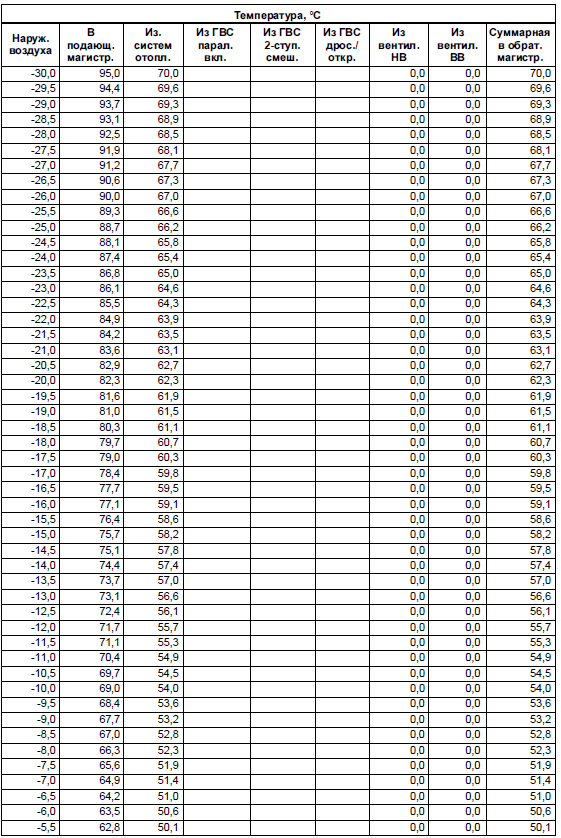 Температура, °С
Наруж. воздуха | В подающ. магистр. | Из. систем отопл. | Из ГВС парал. вкл. | Из ГВС 2-ступ. смеш. | Из ГВС дрос./ откр. | Из вентил. НВ | Из вентил. ВВ | Суммарная в обрат. магистр.
-30,0 95,0 70,0 0,0 0,0 70,0
-29,5 94,4 69,6 0,0 0,0 69,6
-29,0 93,7 69,3 0,0 0,0 69,3
-28,5 93,1 68,9 0,0 0,0 68,9
-28,0 92,5 68,5 0,0 0,0 68,5
-27,5 91,9 68,1 0,0 0,0 68,1
-27,0 91,2 67,7 0,0 0,0 67,7
-26,5 90,6 67,3 0,0 0,0 67,3
-26,0 90,0 67,0 0,0 0,0 67,0
-25,5 89,3 66,6 0,0 0,0 66,6
-25,0 88,7 66,2 0,0 0,0 66,2
-24,5 88,1 65,8 0,0 0,0 65,8
-24,0 87,4 65,4 0,0 0,0 65,4
-23,5 86,8 65,0 0,0 0,0 65,0
-23,0 86,1 64,6 0,0 0,0 64,6
-22,5 85,5 64,3 0,0 0,0 64,3
-22,0 84,9 63,9 0,0 0,0 63,9
-21,5 84,2 63,5 0,0 0,0 63,5
-21,0 83,6 63,1 0,0 0,0 63,1
-20,5 82,9 62,7 0,0 0,0 62,7
-20,0 82,3 62,3 0,0 0,0 62,3
-19,5 81,6 61,9 0,0 0,0 61,9
-19,0 81,0 61,5 0,0 0,0 61,5
-18,5 80,3 61,1 0,0 0,0 61,1
-18,0 79,7 60,7 0,0 0,0 60,7
-17,5 79,0 60,3 0,0 0,0 60,3
-17,0 78,4 59,8 0,0 0,0 59,8
-16,5 77,7 59,5 0,0 0,0 59,5
-16,0 77,1 59,1 0,0 0,0 59,1
-15,5 76,4 58,6 0,0 0,0 58,6
-15,0 75,7 58,2 0,0 0,0 58,2
-14,5 75,1 57,8 0,0 0,0 57,8
-14,0 74,4 57,4 0,0 0,0 57,4
-13,5 73,7 57,0 0,0 0,0 57,0
-13,0 73,1 56,6 0,0 0,0 56,6
-12,5 72,4 56,1 0,0 0,0 56,1
-12,0 71,7 55,7 0,0 0,0 55,7
-11,5 71,1 55,3 0,0 0,0 55,3
-11,0 70,4 54,9 0,0 0,0 54,9
-10,5 69,7 54,5 0,0 0,0 54,5
-10,0 69,0 54,0 0,0 0,0 54,0
-9,5 68,4 53,6 0,0 0,0 53,6
-9,0 67,7 53,2 0,0 0,0 53,2
-8,5 67,0 52,8 0,0 0,0 52,8
-8,0 66,3 52,3 0,0 0,0 52,3
-7,5 65,6 51,9 0,0 0,0 51,9
-7,0 64,9 51,4 0,0 0,0 51,4
-6,5 64,2 51,0 0,0 0,0 51,0
-6,0 63,5 50,6 0,0 0,0 50,6
-5,5 62,8 50,1 0,0 0,0 50,1